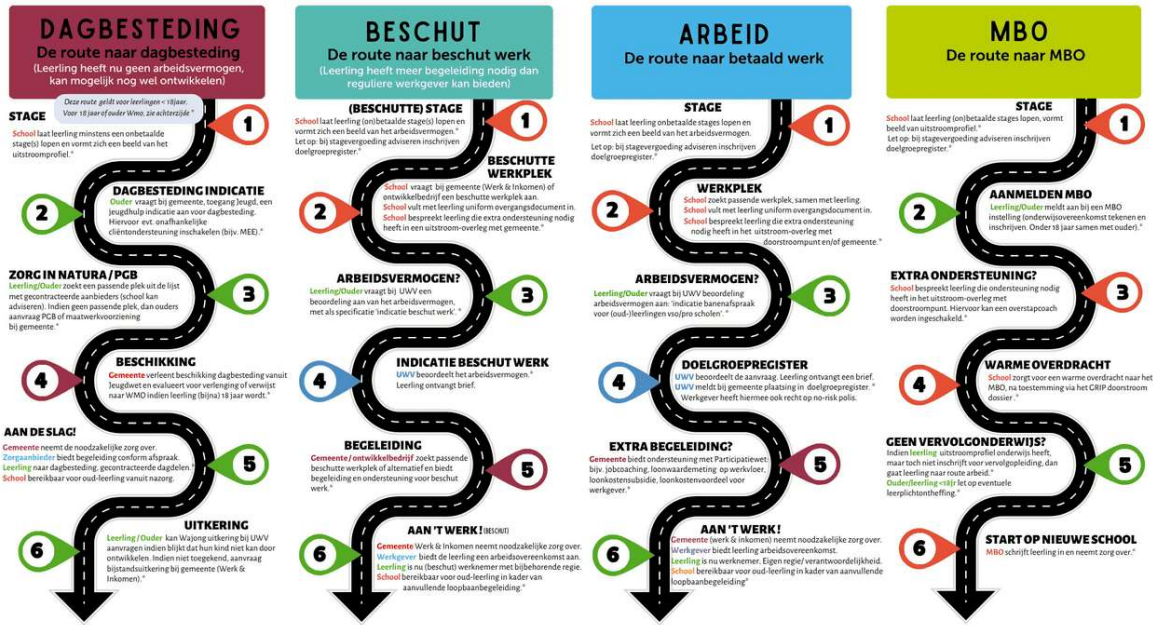 DAGBESTEDING
De route naar dagbesteding
(Leerling heeft nu geen arbeidsvermogen,
kan mogelijk nog wel ontwikkelen)
Deze route geldt voor leerlingen < 18jaar.
Voor 18 jaar of ouder Wmo, zie achterzijde*
STAGE
1
School laat leerling minstens een onbetaalde
stage(s) lopen en vormt zich een beeld van het
uitstroomprofiel.*
2
DAGBESTEDING INDICATIE
Ouder vraagt bij gemeente, toegang Jeugd, een
jeugdhulp indicatie aan voor dagbesteding.
Hiervoor evt. onafhankelijke
cliëntondersteuning inschakelen (bijv. MEE).*
ZORG IN NATURA / PGB
3
Leerling/Ouder zoekt een passende plek uit de lijst
met gecontracteerde aanbieders (school kan
adviseren). Indien geen passende plek, dan ouders
aanvraag PGB of maatwerkvoorziening
bij gemeente.*
4
BESCHIKKING
Gemeente verleent beschikking dagbesteding vanuit
Jeugdwet en evalueert voor verlenging of verwijst
naar WMO indien leerling (bijna) 18 jaar wordt.*
AAN DE SLAG!
5
Gemeente neemt de noodzakelijke zorg over.
Zorgaanbieder biedt begeleiding conform afspraak.
Leerling naar dagbesteding, gecontracteerde dagdelen.*
School bereikbaar voor oud-leerling vanuit nazorg.
6
UITKERING
Leerling / Ouder kan Wajong uitkering bij UWV
aanvragen indien blijkt dat hun kind niet kan door
ontwikkelen. Indien niet toegekend, aanvraag
bijstandsuitkering bij gemeente (Werk &
Inkomen).*
BESCHUT
De route naar beschut werk
(Leerling heeft meer begeleiding nodig dan
reguliere werkgever kan bieden)
(BESCHUTTE) STAGE
1
School laat leerling (on)betaalde stage(s) lopen en
vormt zich een beeld van het arbeidsvermogen.*
Let op: bij stagevergoeding adviseren inschrijven
doelgroepregister.*
2
BESCHUTTE
WERKPLEK
School vraagt bij gemeente (Werk & Inkomen) of
ontwikkelbedrijf een beschutte werkplek aan.
School vult met leerling uniform overgangsdocument in.
School bespreekt leerling die extra ondersteuning nodig
heeft in een uitstroom-overleg met gemeente.*
ARBEIDSVERMOGEN?
3
Leerling/Ouder vraagt bij UWV een
beoordeling aan van het arbeidsvermogen,
met als specificatie 'indicatie beschut werk'. *
4
INDICATIE BESCHUT WERK
UWV beoordeelt het arbeidsvermogen.*
Leerling ontvangt brief.
BEGELEIDING
5
Gemeente / ontwikkelbedrijf zoekt passende
beschutte werkplek of alternatief en biedt
begeleiding en ondersteuning voor beschut
werk.*
6
AAN 'T WERK! (BESCHUT)
Gemeente Werk & Inkomen neemt noodzakelijke zorg over.
Werkgever biedt de leerling een arbeidsovereenkomst aan.
Leerling is nu (beschut) werknemer met bijbehorende regie.
School bereikbaar voor oud-leerling in kader van
aanvullende loopbaanbegeleiding.*
ARBEID
De route naar betaald werk
STAGE
1
School laat leerling onbetaalde stages lopen en
vormt zich een beeld van het arbeidsvermogen.
Let op: bij stagevergoeding adviseren inschrijven
doelgroepregister.*
2
WERKPLEK
School zoekt passende werkplek, samen met leerling.
School vult met leerling uniform overgangsdocument in.
School bespreekt leerling die extra ondersteuning
nodig heeft in het uitstroom-overleg met
doorstroompunt en/of gemeente.*
ARBEIDSVERMOGEN?
3
Leerling/Ouder vraagt bij UWV beoordeling
arbeidsvermogen aan: 'indicatie banenafspraak
voor (oud-)leerlingen vso/pro scholen'. *
4
DOELGROEPREGISTER
UWV beoordeelt de aanvraag. Leerling ontvangt een brief.
UWV meldt bij gemeente plaatsing in doelgroepregister. *
Werkgever heeft hiermee ook recht op no-risk polis.
EXTRA BEGELEIDING?
5
Gemeente biedt ondersteuning met Participatiewet:
bijv. jobcoaching, loonwaardemeting op werkvloer,
loonkostensubsidie, loonkostenvoordeel voor
werkgever.*
6
AAN 'T WERK!
Gemeente (werk & inkomen) neemt noodzakelijke zorg over.
Werkgever biedt leerling arbeidsovereenkomst.
Leerling is nu werknemer. Eigen regie/ verantwoordelijkheid.
School bereikbaar voor oud-leerling in kader van aanvullende
loopbaanbegeleiding*
MBO
De route naar MBO
STAGE
1
School laat leerling (on)betaalde stages lopen, vormt
beeld van uitstroomprofiel.*
Let op: bij stagevergoeding adviseren inschrijven
doelgroepregister.*
2
AANMELDEN MBO
Leerling/Ouder meldt aan bij een MBO
instelling (onderwijsovereenkomst tekenen en
inschrijven. Onder 18 jaar samen met ouder).*
EXTRA ONDERSTEUNING?
3
School bespreekt leerling die ondersteuning nodig
heeft in het uitstroom-overleg met
doorstroompunt. Hiervoor kan een overstapcoach
worden ingeschakeld.*
4
WARME OVERDRACHT
School zorgt voor een warme overdracht naar het
MBO, na toestemming via het GRIP doorstroom
dossier .*
GEEN VERVOLGONDERWIJS?
5
Indien leerling uitstroomprofiel onderwijs heeft,
maar toch niet inschrijft voor vervolgopleiding, dan
gaat leerling naar route arbeid.*
Ouder/leerling <18jr let op eventuele
leerplichtontheffing.*
6
START OP NIEUWE SCHOOL
MBO schrijft leerling in en neemt zorg over.*